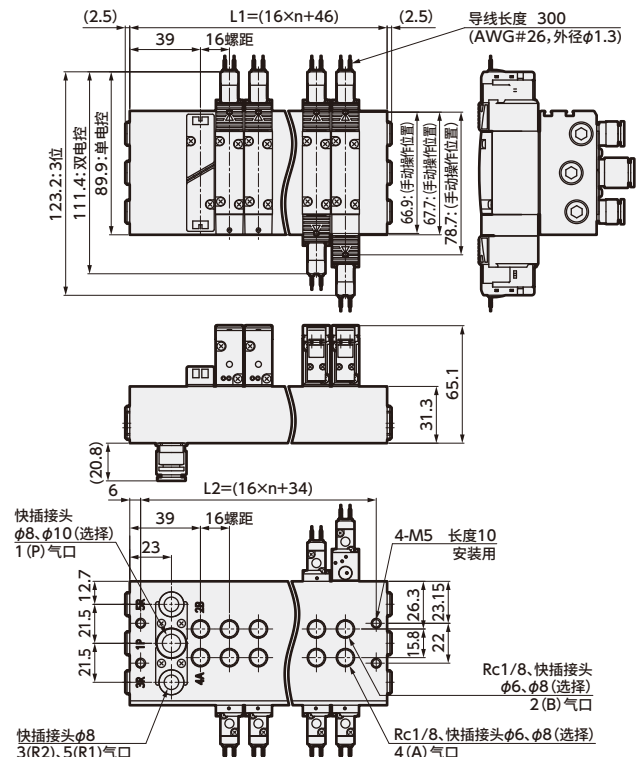 (2.5)
L1=(16×n+46)
(2.5)
39
16螺距
导线长度 300
(AWG#26,外径ϕ1.3)
123.2:3位
111.4:双电控
89.9:单电控
66.9:(手动操作位置)
67.7:(手动操作位置)
78.7:(手动操作位置)
65.1
31.3
(20.8)
6
L2=(16×n+34)
快插接头
ϕ8、ϕ10(选择)
1(P)气口
39
16螺距
4-M5 长度10
安装用
23
12.7
21.5
21.5
5R
1P
3R
2B
4A
26.3
23.15
15.8
22
Rc1/8、快插接头
ϕ6、ϕ8(选择)
2(B)气口
快插接头ϕ8
3(R2)、5(R1)气口
Rc1/8、快插接头ϕ6、ϕ8(选择)
4(A)气口